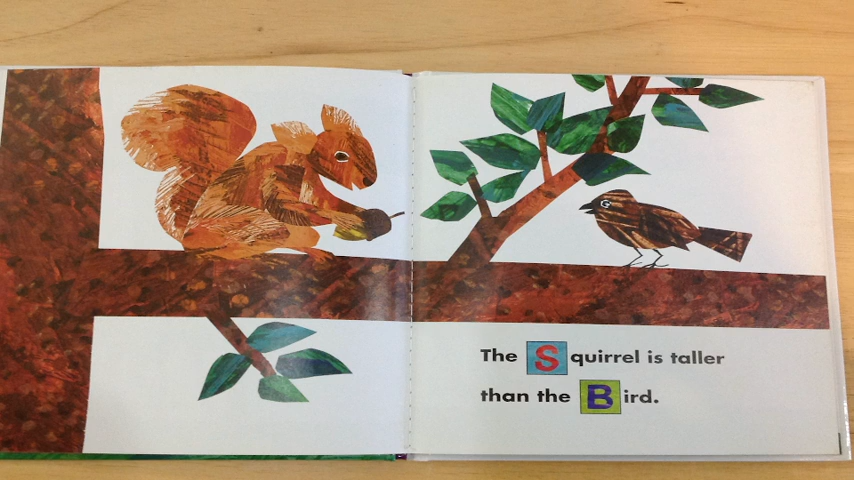 The Squirrel is taller
than the Bird.